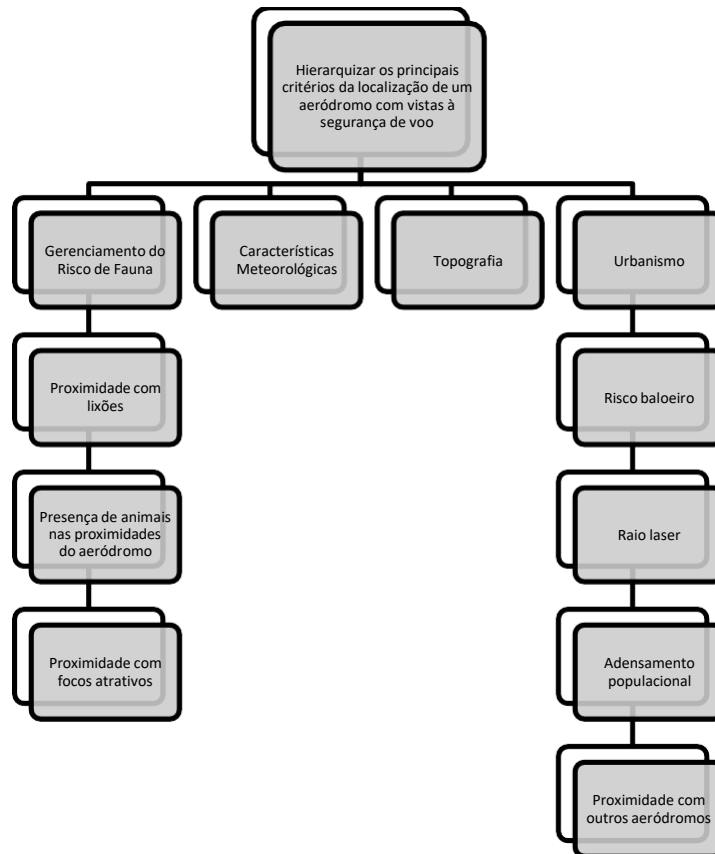 Hierarquizar os principais
critérios da localização de um
aeródromo com vistas à
segurança de voo
Gerenciamento do
Risco de Fauna
Características
Meteorológicas
Topografia
Urbanismo
Proximidade com
lixões
Risco baloeiro
Presença de animais
nas proximidades
do aeródromo
Raio laser
Proximidade com
focos atrativos
Adensamento
populacional
Proximidade com
outros aeródromos